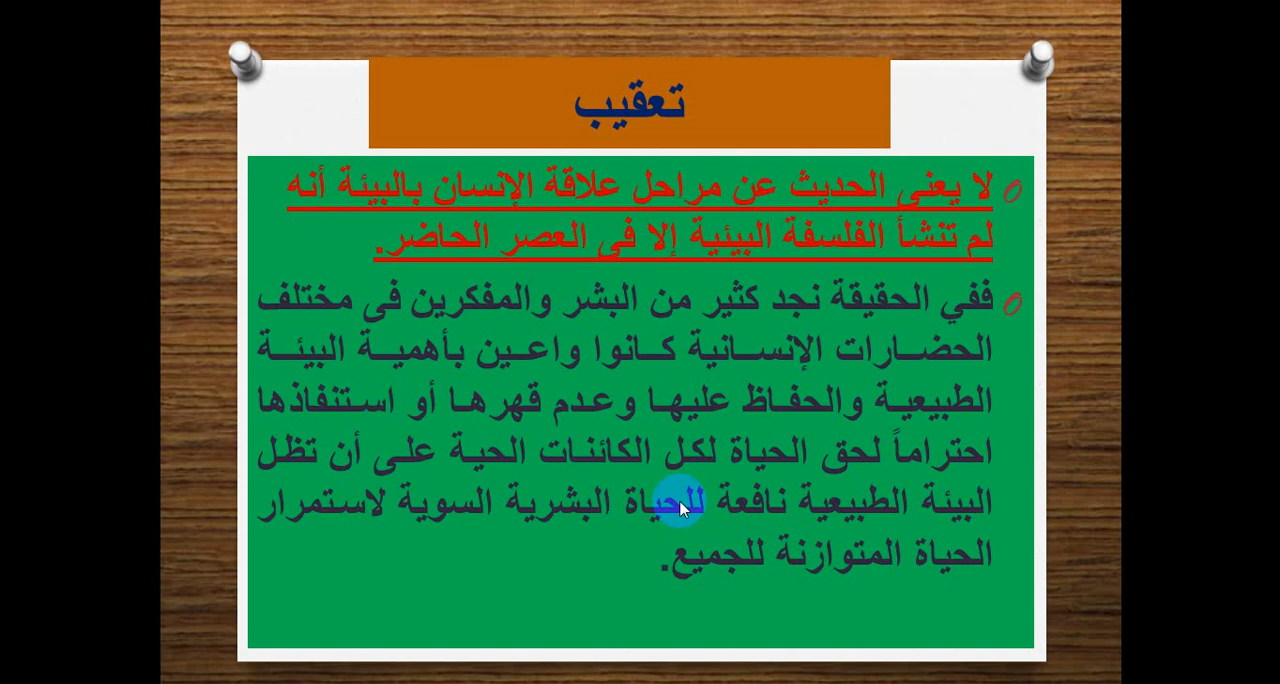 تعقيب
لا يعنى الحديث عن مراحل علاقة الإنسان بالبيئة أنه
لم تنشأ الفلسفة البيئية إلا فى العصر الحاضر.
ففي الحقيقة نجد كثير من البشر والمفكرين فى مختلف
الحضارات الإنسانية كانوا واعين بأهمية البيئة
الطبيعية والحفاظ عليها وعدم قهرها أو استنفاذها
احتراماً لحق الحياة لكل الكائنات الحية على أن تظل
البيئة الطبيعية نافعة للحياة البشرية السوية لاستمرار
الحياة المتوازنة للجميع.